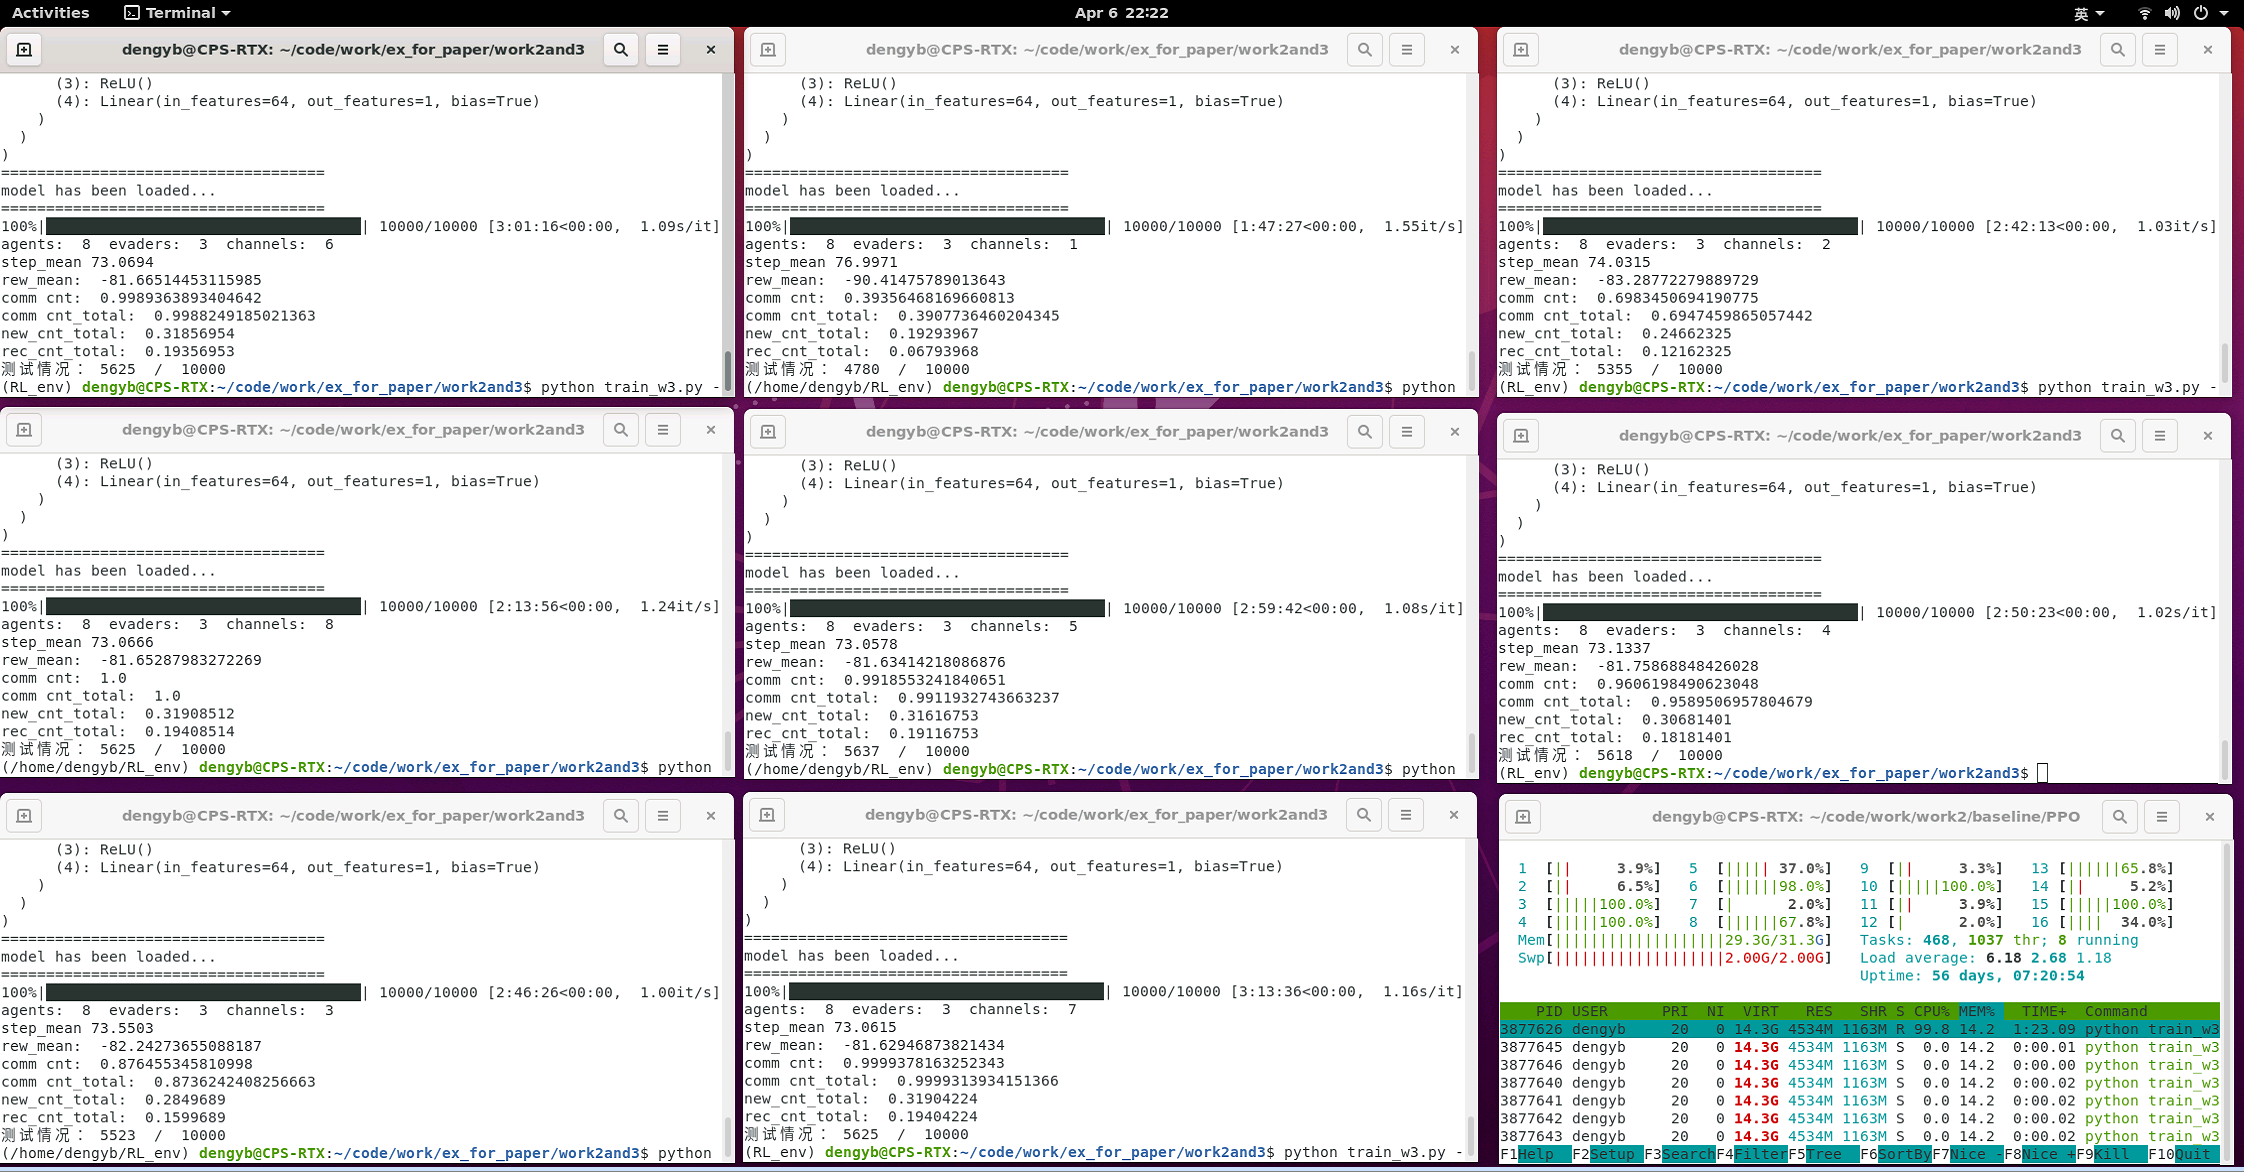 Activities Terminal Apr 6 22:22 英
dengyb@CPS-RTX: ~/code/work/ex_for_paper/work2and3
(3): ReLU()
(4): Linear(in_features=64, out_features=1, bias=True)
)
)
)
====================================
model has been loaded...
====================================
100%| | 10000/10000 [3:01:16<00:00, 1.09s/it]
agents: 8 evaders: 3 channels: 6
step_mean 73.0694
rew_mean: -81.66514453115985
comm cnt: 0.9989363893404642
comm cnt_total: 0.9988249185021363
new_cnt_total: 0.31856954
rec_cnt_total: 0.19356953
测试情况: 5625 / 10000
(RL_env) dengyb@CPS-RTX:~/code/work/ex_for_paper/work2and3$ python train_w3.py -
dengyb@CPS-RTX: ~/code/work/ex_for_paper/work2and3
(3): ReLU()
(4): Linear(in_features=64, out_features=1, bias=True)
)
)
)
====================================
model has been loaded...
====================================
100%| | 10000/10000 [1:47:27<00:00, 1.55it/s]
agents: 8 evaders: 3 channels: 1
step_mean 76.9971
rew_mean: -90.41475789013643
comm cnt: 0.39356468169660813
comm cnt_total: 0.3907736460204345
new_cnt_total: 0.19293967
rec_cnt_total: 0.06793968
测试情况: 4780 / 10000
(/home/dengyb/RL_env) dengyb@CPS-RTX:~/code/work/ex_for_paper/work2and3$ python
dengyb@CPS-RTX: ~/code/work/ex_for_paper/work2and3
(3): ReLU()
(4): Linear(in_features=64, out_features=1, bias=True)
)
)
)
====================================
model has been loaded...
====================================
100%| | 10000/10000 [2:42:13<00:00, 1.03it/s]
agents: 8 evaders: 3 channels: 2
step_mean 74.0315
rew_mean: -83.28772279889729
comm cnt: 0.6983450694190775
comm cnt_total: 0.6947459865057442
new_cnt_total: 0.24662325
rec_cnt_total: 0.12162325
测试情况: 5355 / 10000
(RL_env) dengyb@CPS-RTX:~/code/work/ex_for_paper/work2and3$ python train_w3.py -
dengyb@CPS-RTX: ~/code/work/ex_for_paper/work2and3
(3): ReLU()
(4): Linear(in_features=64, out_features=1, bias=True)
)
)
)
====================================
model has been loaded...
====================================
100%| | 10000/10000 [2:13:56<00:00, 1.24it/s]
agents: 8 evaders: 3 channels: 8
step_mean 73.0666
rew_mean: -81.65287983272269
comm cnt: 1.0
comm cnt_total: 1.0
new_cnt_total: 0.31908512
rec_cnt_total: 0.19408514
测试情况: 5625 / 10000
(/home/dengyb/RL_env) dengyb@CPS-RTX:~/code/work/ex_for_paper/work2and3$ python
dengyb@CPS-RTX: ~/code/work/ex_for_paper/work2and3
(3): ReLU()
(4): Linear(in_features=64, out_features=1, bias=True)
)
)
)
====================================
model has been loaded...
====================================
100%| | 10000/10000 [2:59:42<00:00, 1.08s/it]
agents: 8 evaders: 3 channels: 5
step_mean 73.0578
rew_mean: -81.63414218086876
comm cnt: 0.9918553241840651
comm cnt_total: 0.9911932743663237
new_cnt_total: 0.31616753
rec_cnt_total: 0.19116753
测试情况: 5637 / 10000
(/home/dengyb/RL_env) dengyb@CPS-RTX:~/code/work/ex_for_paper/work2and3$ python
dengyb@CPS-RTX: ~/code/work/ex_for_paper/work2and3
(3): ReLU()
(4): Linear(in_features=64, out_features=1, bias=True)
)
)
)
====================================
model has been loaded...
====================================
100%| | 10000/10000 [2:50:23<00:00, 1.02s/it]
agents: 8 evaders: 3 channels: 4
step_mean 73.1337
rew_mean: -81.75868848426028
comm cnt: 0.9606198490623048
comm cnt_total: 0.9589506957804679
new_cnt_total: 0.30681401
rec_cnt_total: 0.18181401
测试情况: 5618 / 10000
(RL_env) dengyb@CPS-RTX:~/code/work/ex_for_paper/work2and3$
dengyb@CPS-RTX: ~/code/work/ex_for_paper/work2and3
(3): ReLU()
(4): Linear(in_features=64, out_features=1, bias=True)
)
)
)
====================================
model has been loaded...
====================================
100%| | 10000/10000 [2:46:26<00:00, 1.00it/s]
agents: 8 evaders: 3 channels: 3
step_mean 73.5503
rew_mean: -82.24273655088187
comm cnt: 0.876455345810998
comm cnt_total: 0.8736242408256663
new_cnt_total: 0.2849689
rec_cnt_total: 0.1599689
测试情况: 5523 / 10000
(/home/dengyb/RL_env) dengyb@CPS-RTX:~/code/work/ex_for_paper/work2and3$ python
dengyb@CPS-RTX: ~/code/work/ex_for_paper/work2and3
(3): ReLU()
(4): Linear(in_features=64, out_features=1, bias=True)
)
)
)
====================================
model has been loaded...
====================================
100%| | 10000/10000 [3:13:36<00:00, 1.16s/it]
agents: 8 evaders: 3 channels: 7
step_mean 73.0615
rew_mean: -81.62946873821434
comm cnt: 0.9999378163252343
comm cnt_total: 0.9999313934151366
new_cnt_total: 0.31904224
rec_cnt_total: 0.19404224
测试情况: 5625 / 10000
(RL_env) dengyb@CPS-RTX:~/code/work/ex_for_paper/work2and3$ python train_w3.py -
dengyb@CPS-RTX: ~/code/work/work2/baseline/PPO
1 [|| 3.9%] 5 [||||| 37.0%] 9 [|| 3.3%] 13 [||||||65.8%]
2 [|| 6.5%] 6 [||||||98.0%] 10 [|||||100.0%] 14 [|| 5.2%]
3 [|||||100.0%] 7 [| 2.0%] 11 [|| 3.9%] 15 [|||||100.0%]
4 [|||||100.0%] 8 [||||||67.8%] 12 [| 2.0%] 16 [|||| 34.0%]
Mem[|||||||||||||||||||29.3G/31.3G] Tasks: 468, 1037 thr; 8 running
Swp[|||||||||||||||||||2.00G/2.00G] Load average: 6.18 2.68 1.18
Uptime: 56 days, 07:20:54
PID USER PRI NI VIRT RES SHR S CPU% MEM% TIME+ Command
3877626 dengyb 20 0 14.3G 4534M 1163M R 99.8 14.2 1:23.09 python train_w3
3877645 dengyb 20 0 14.3G 4534M 1163M S 0.0 14.2 0:00.01 python train_w3
3877646 dengyb 20 0 14.3G 4534M 1163M S 0.0 14.2 0:00.00 python train_w3
3877640 dengyb 20 0 14.3G 4534M 1163M S 0.0 14.2 0:00.02 python train_w3
3877641 dengyb 20 0 14.3G 4534M 1163M S 0.0 14.2 0:00.02 python train_w3
3877642 dengyb 20 0 14.3G 4534M 1163M S 0.0 14.2 0:00.02 python train_w3
3877643 dengyb 20 0 14.3G 4534M 1163M S 0.0 14.2 0:00.02 python train_w3
F1Help F2Setup F3SearchF4FilterF5Tree F6SortByF7Nice -F8Nice +F9Kill F10Quit